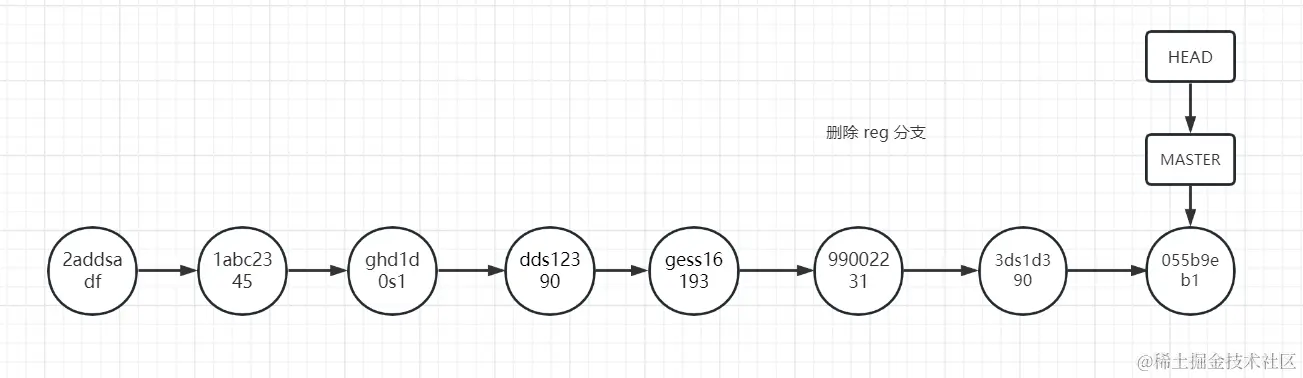 HEAD
删除 reg 分支
MASTER
2addsa
df
1abc23
45
ghd1d
0s1
dds123
90
gess16
193
990022
31
3ds1d3
90
055b9e
b1
@稀土掘金技术社区